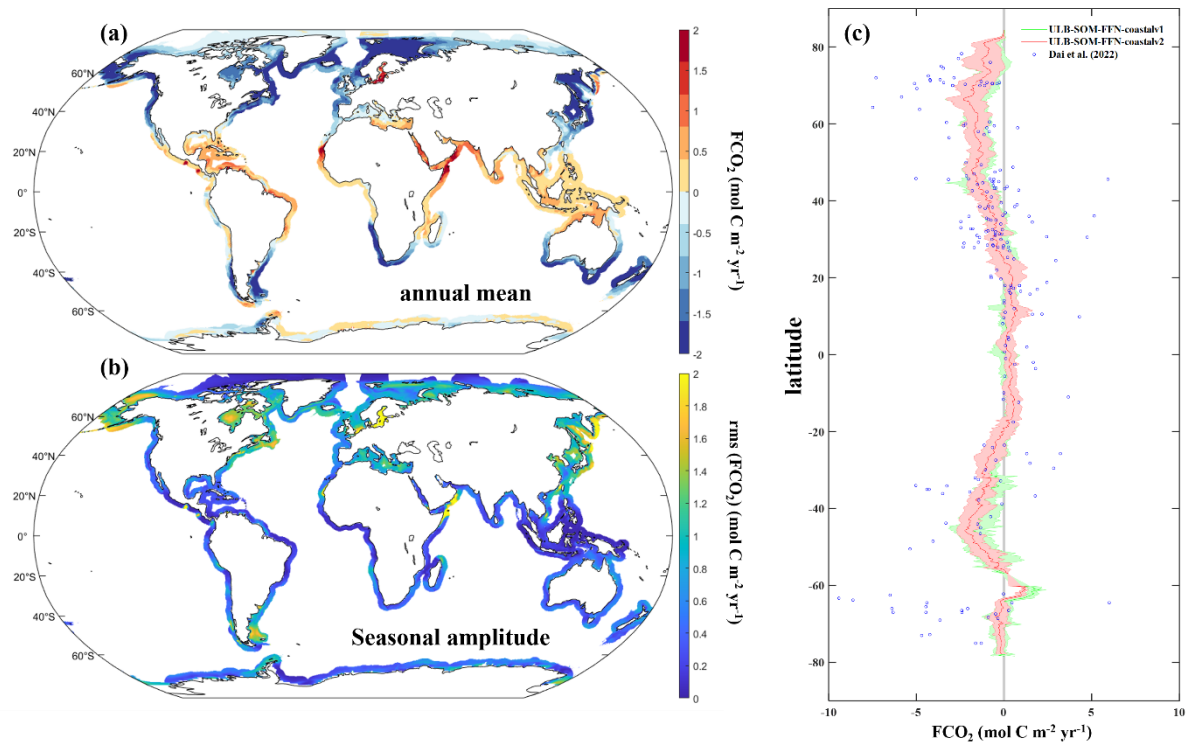 (a)
60°N
40°N
20°N
0°
20°S
40°S
60°S
annual mean
2
1.5
1
0.5
0
-0.5
-1
-1.5
-2
FCO₂ (mol C m⁻² yr⁻¹)
(b)
60°N
40°N
20°N
0°
20°S
40°S
60°S
Seasonal amplitude
2
1.8
1.6
1.4
1.2
1
0.8
0.6
0.4
0.2
0
rms (FCO₂) (mol C m⁻² yr⁻¹)
(c)
ULB-SOM-FFN-coastalv1
ULB-SOM-FFN-coastalv2
Dai et al. (2022)
latitude
80
60
40
20
0
-20
-40
-60
-80
-10
-5
0
5
10
FCO₂ (mol C m⁻² yr⁻¹)